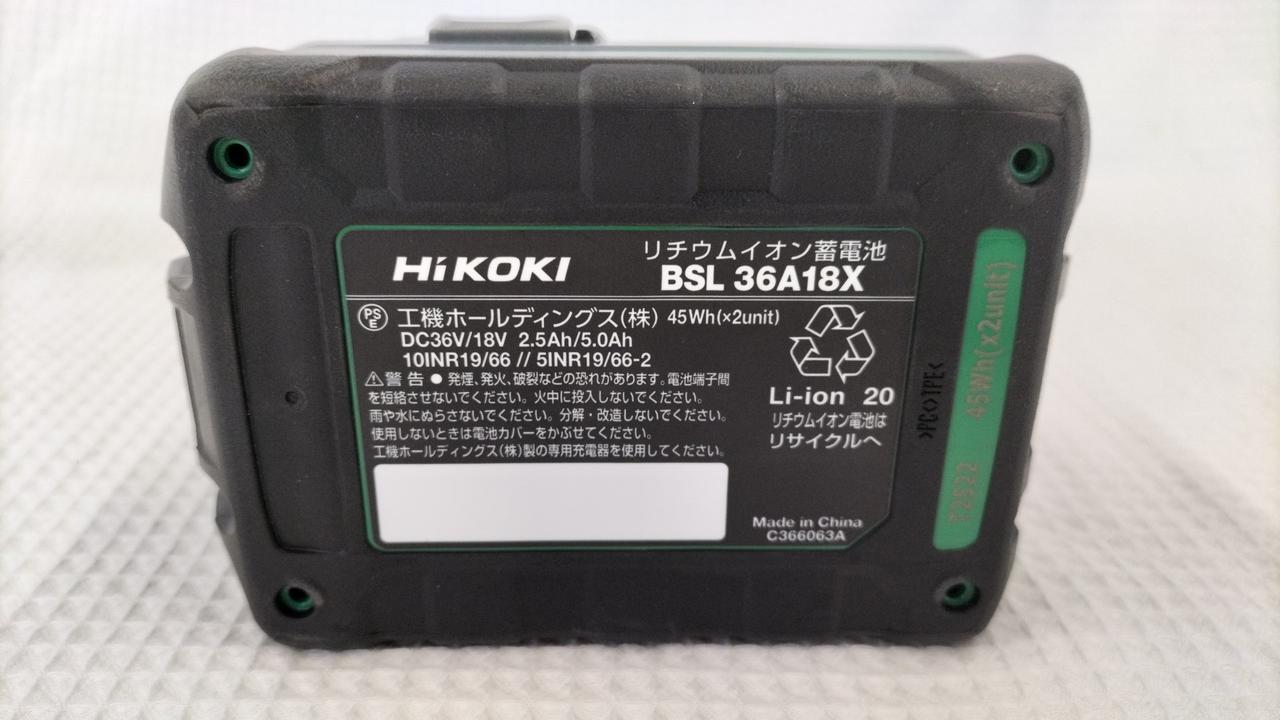 HiKOKI
リチウムイオン蓄電池
BSL 36A18X
PSE
工機ホールディングス(株) 45Wh(×2unit)
DC36V/18V 2.5Ah/5.0Ah
10INR19/66 // 5INR19/66-2
⚠警告 ● 発煙、発火、破裂などの恐れがあります。電池端子間
を短絡させないでください。火中に投入しないでください。
雨や水にぬらさないでください。分解・改造しないでください。
使用しないときは電池カバーをかぶせてください。
工機ホールディングス(株)製の専用充電器を使用してください。
Li-ion 20
リチウムイオン電池は
リサイクルへ
Made in China
C366063A
>PC<>TPE<
T2522 45Wh(x2unit)